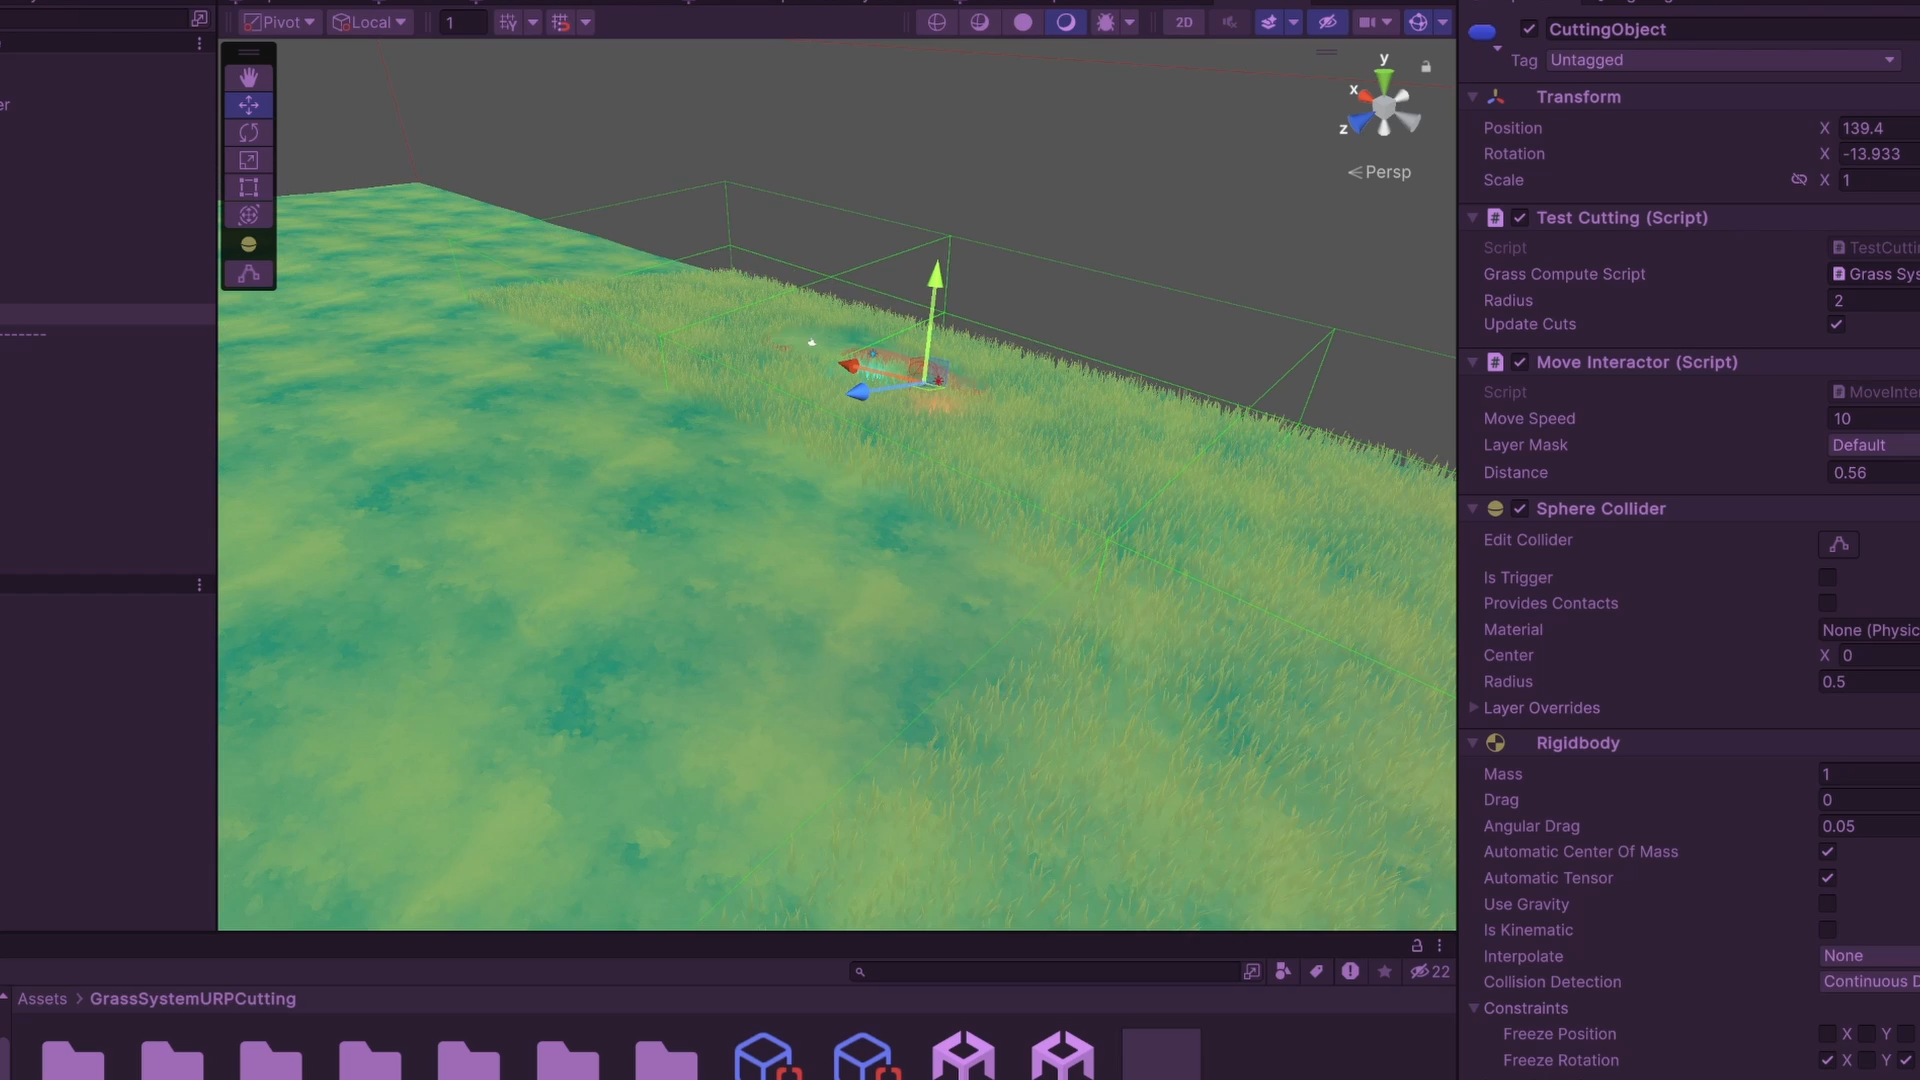 Pivot
Local
1
2D
er
y
x
z
Persp
CuttingObject
Tag
Untagged
Transform
Position
X
139.4
Rotation
X
-13.933
Scale
X
1
Test Cutting (Script)
Script
TestCutti
Grass Compute Script
Grass Sys
Radius
2
Update Cuts
Move Interactor (Script)
Script
MoveInter
Move Speed
10
Layer Mask
Default
Distance
0.56
Sphere Collider
Edit Collider
Is Trigger
Provides Contacts
Material
None (Physic
Center
X
0
Radius
0.5
Layer Overrides
Rigidbody
Mass
1
Drag
0
Angular Drag
0.05
Automatic Center Of Mass
Automatic Tensor
Use Gravity
Is Kinematic
Interpolate
None
Collision Detection
Continuous D
Constraints
Freeze Position
X
Y
Freeze Rotation
X
Y
22
Assets > GrassSystemURPCutting